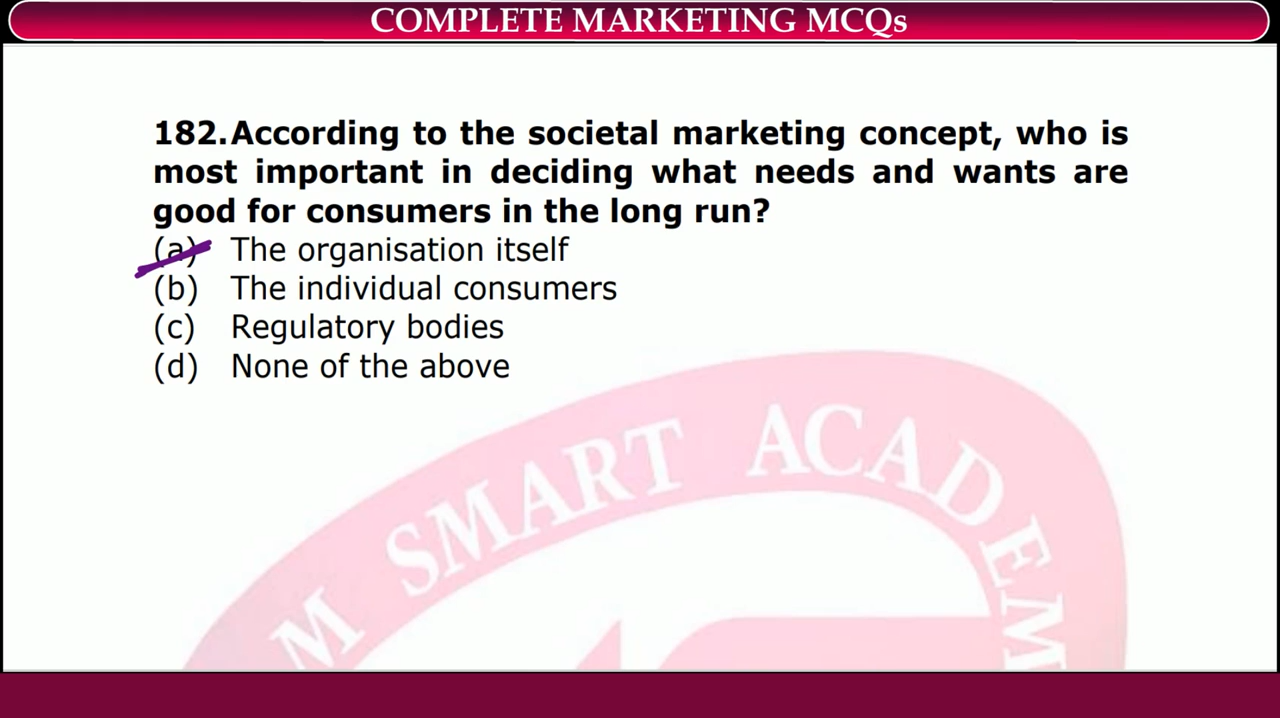 COMPLETE MARKETING MCQs
182. According to the societal marketing concept, who is
most important in deciding what needs and wants are
good for consumers in the long run?
(a) The organisation itself
(b) The individual consumers
(c) Regulatory bodies
(d) None of the above
M SMART ACADEM